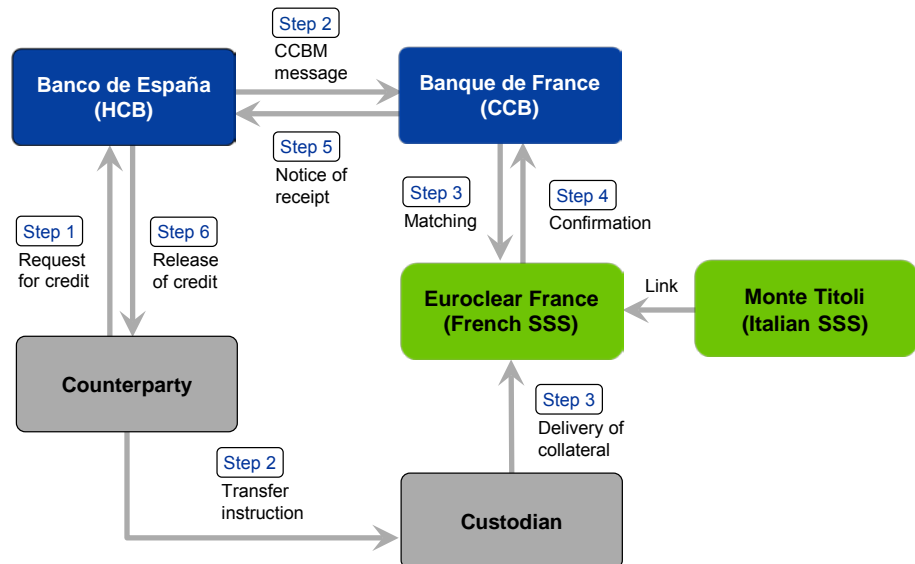 Step 2
CCBM
message
Banco de España
(HCB)
Banque de France
(CCB)
Step 5
Notice of
receipt
Step 3
Matching
Step 4
Confirmation
Step 1
Request
for credit
Step 6
Release
of credit
Euroclear France
(French SSS)
Link
Monte Titoli
(Italian SSS)
Counterparty
Step 3
Delivery of
collateral
Step 2
Transfer
instruction
Custodian